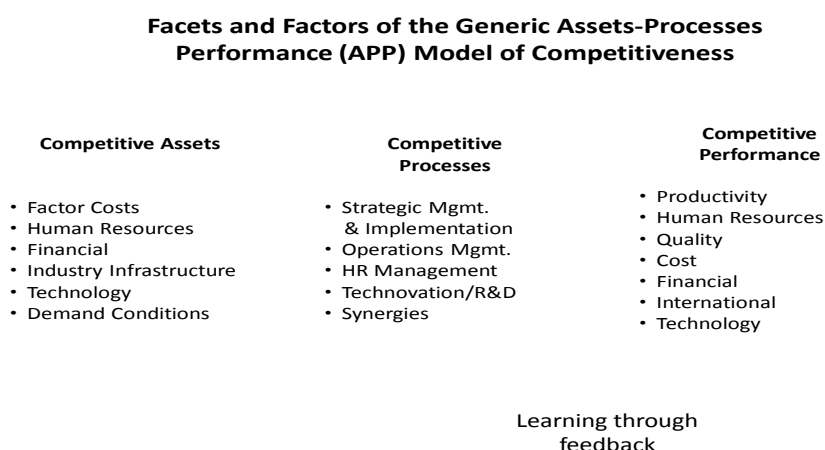 Facets and Factors of the Generic Assets-Processes
Performance (APP) Model of Competitiveness
Competitive Assets
• Factor Costs
• Human Resources
• Financial
• Industry Infrastructure
• Technology
• Demand Conditions
Competitive
Processes
• Strategic Mgmt.
& Implementation
• Operations Mgmt.
• HR Management
• Technovation/R&D
• Synergies
Competitive
Performance
• Productivity
• Human Resources
• Quality
• Cost
• Financial
• International
• Technology
Learning through
feedback